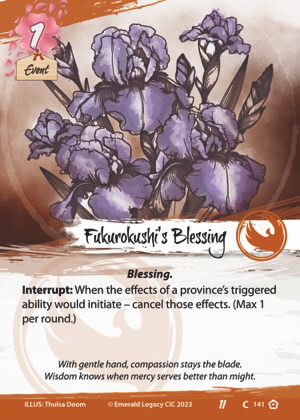 1
Event
Fukurokushi's Blessing
Blessing.
Interrupt: When the effects of a province's triggered
ability would initiate – cancel those effects. (Max 1
per round.)
With gentle hand, compassion stays the blade.
Wisdom knows when mercy serves better than might.
ILLUS: Thulsa Doom © Emerald Legacy CIC 2023 C 141